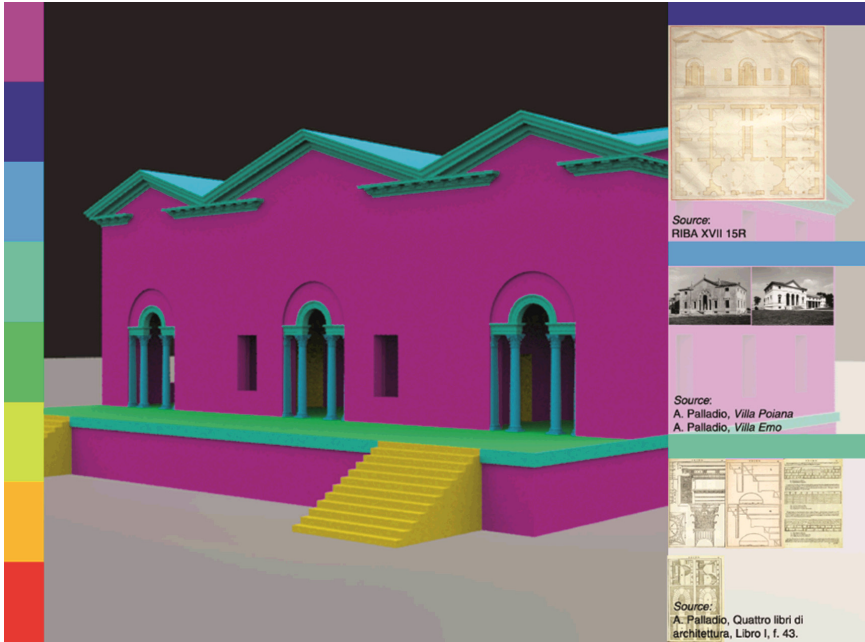 Source:
RIBA XVII 15R
Source:
A. Palladio, Villa Poiana
A. Palladio, Villa Emo
Source:
A. Palladio, Quattro libri di
architettura, Libro I, f. 43.